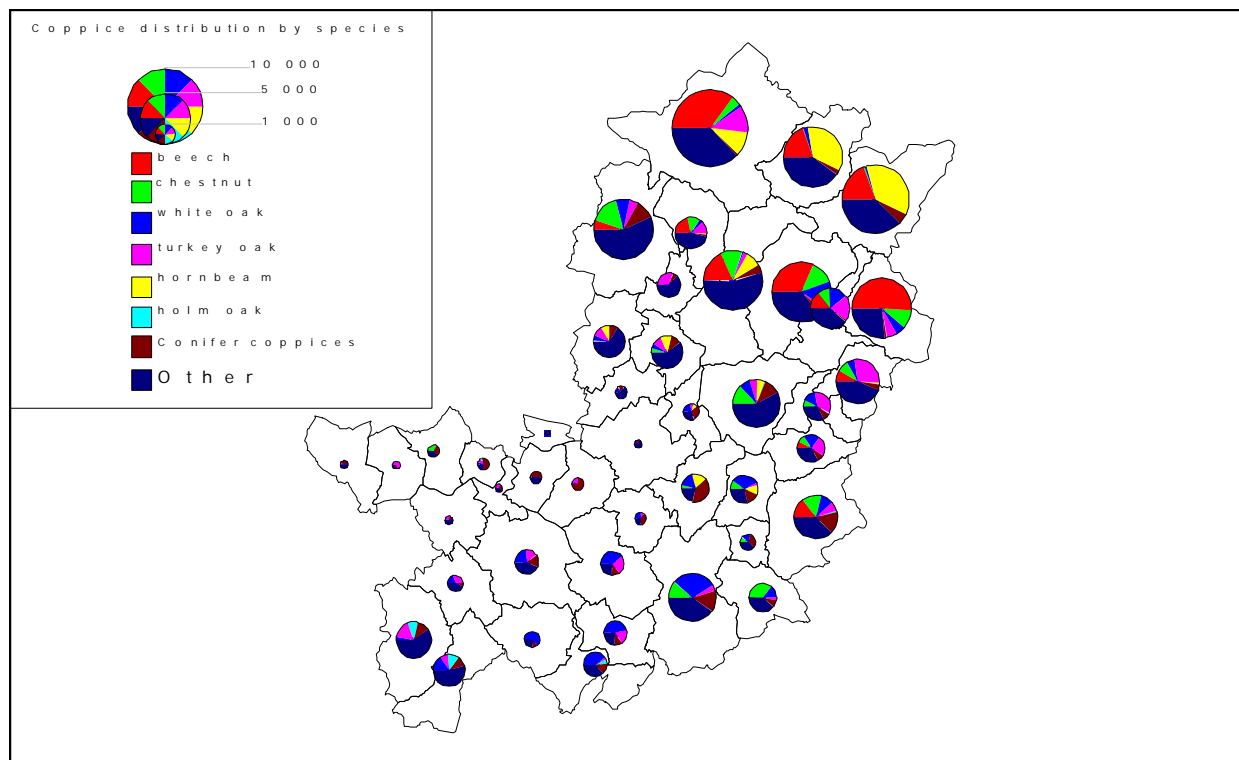 Coppice distribution by species
10 000
5 000
1 000
beech
chestnut
white oak
turkey oak
hornbeam
holm oak
Conifer coppices
Other